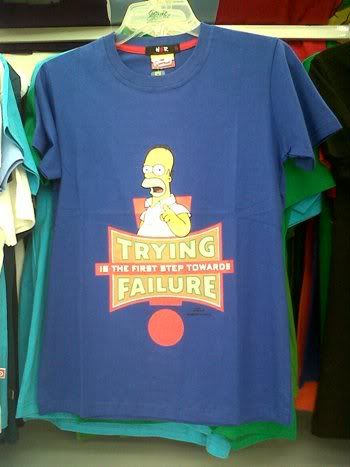 TRYING
IS THE FIRST STEP TOWARDS
FAILURE